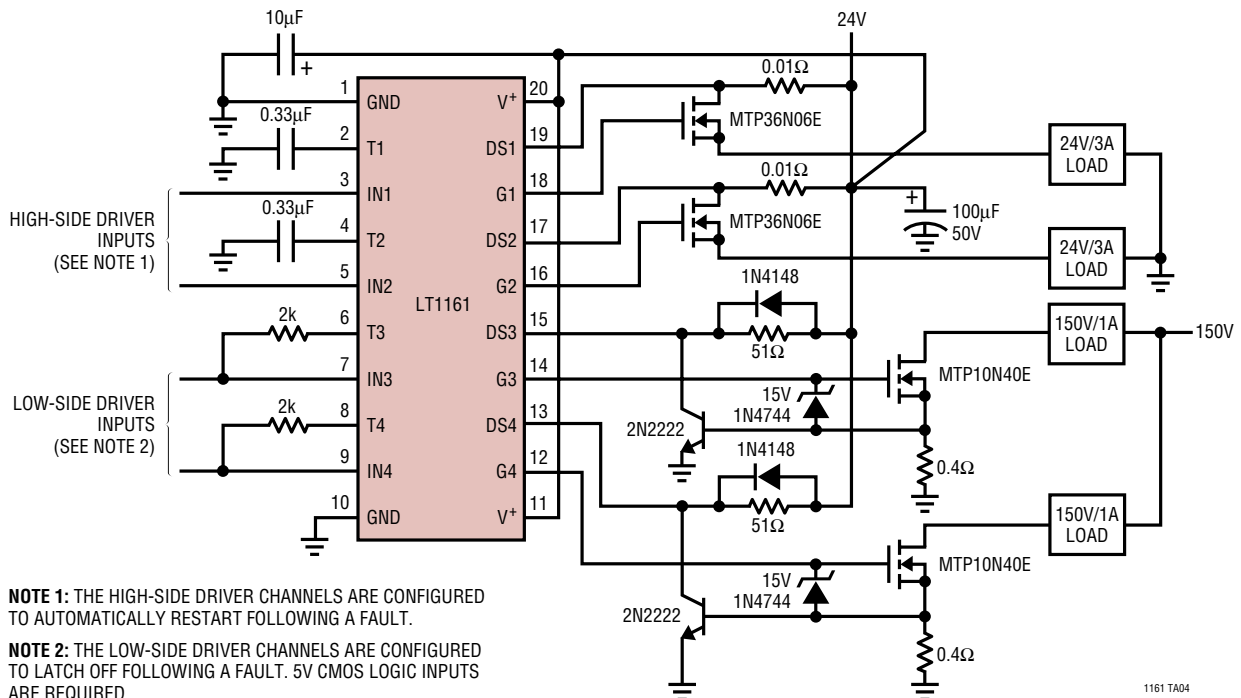 10μF
24V
+
0.01Ω
1
GND
V+
20
MTP36N06E
0.33μF
2
T1
DS1
19
24V/3A
LOAD
3
IN1
G1
18
0.01Ω
HIGH-SIDE DRIVER
INPUTS
(SEE NOTE 1)
0.33μF
4
T2
DS2
17
MTP36N06E
+
100μF
50V
5
IN2
G2
16
24V/3A
LOAD
LT1161
1N4148
2k
6
T3
DS3
15
51Ω
150V/1A
LOAD
150V
7
IN3
G3
14
15V
1N4744
MTP10N40E
LOW-SIDE DRIVER
INPUTS
(SEE NOTE 2)
2k
8
T4
DS4
13
2N2222
9
IN4
G4
12
1N4148
0.4Ω
10
GND
V+
11
51Ω
150V/1A
LOAD
15V
1N4744
MTP10N40E
2N2222
0.4Ω
NOTE 1: THE HIGH-SIDE DRIVER CHANNELS ARE CONFIGURED
TO AUTOMATICALLY RESTART FOLLOWING A FAULT.
NOTE 2: THE LOW-SIDE DRIVER CHANNELS ARE CONFIGURED
TO LATCH OFF FOLLOWING A FAULT. 5V CMOS LOGIC INPUTS
ARE REQUIRED
1161 TA04